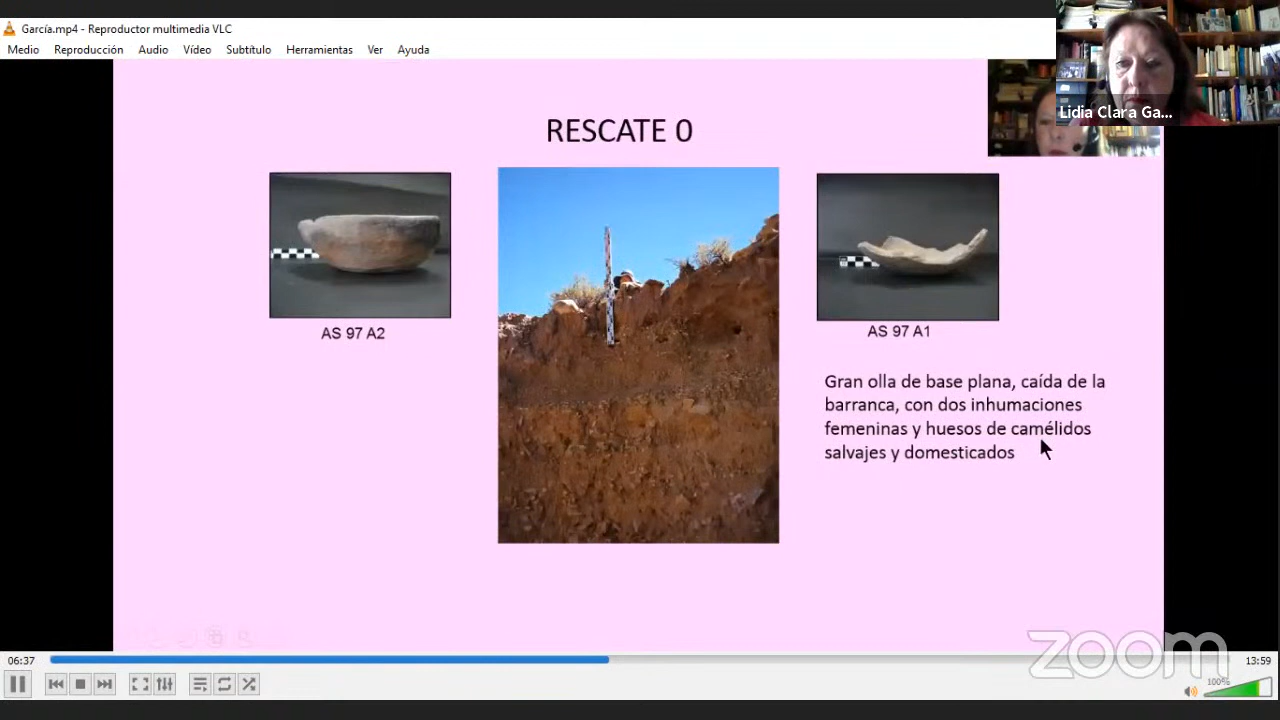 García.mp4 - Reproductor multimedia VLC
Medio Reproducción Audio Vídeo Subtítulo Herramientas Ver Ayuda
Lidia Clara Ga...
RESCATE 0
AS 97 A2
AS 97 A1
Gran olla de base plana, caída de la
barranca, con dos inhumaciones
femeninas y huesos de camélidos
salvajes y domesticados
zoom
06:37
13:59
100%